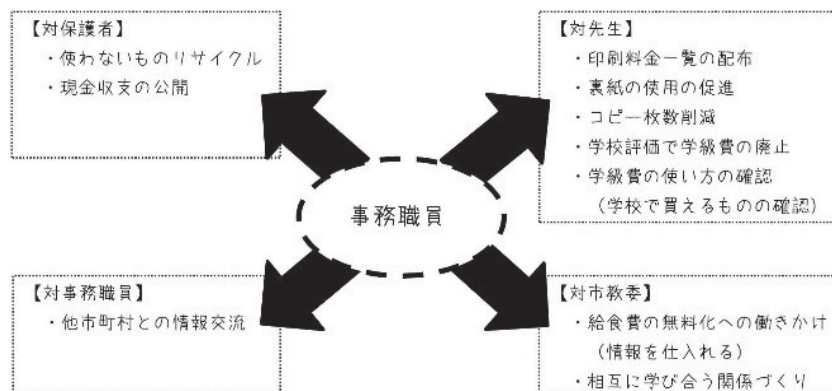 【対保護者】
・使わないものリサイクル
・現金収支の公開
【対先生】
・印刷料金一覧の配布
・裏紙の使用の促進
・コピー枚数削減
・学校評価で学級費の廃止
・学級費の使い方の確認
（学校で買えるものの確認）
事務職員
【対事務職員】
・他市町村との情報交流
【対市教委】
・給食費の無料化への働きかけ
（情報を仕入れる）
・相互に学び合う関係づくり